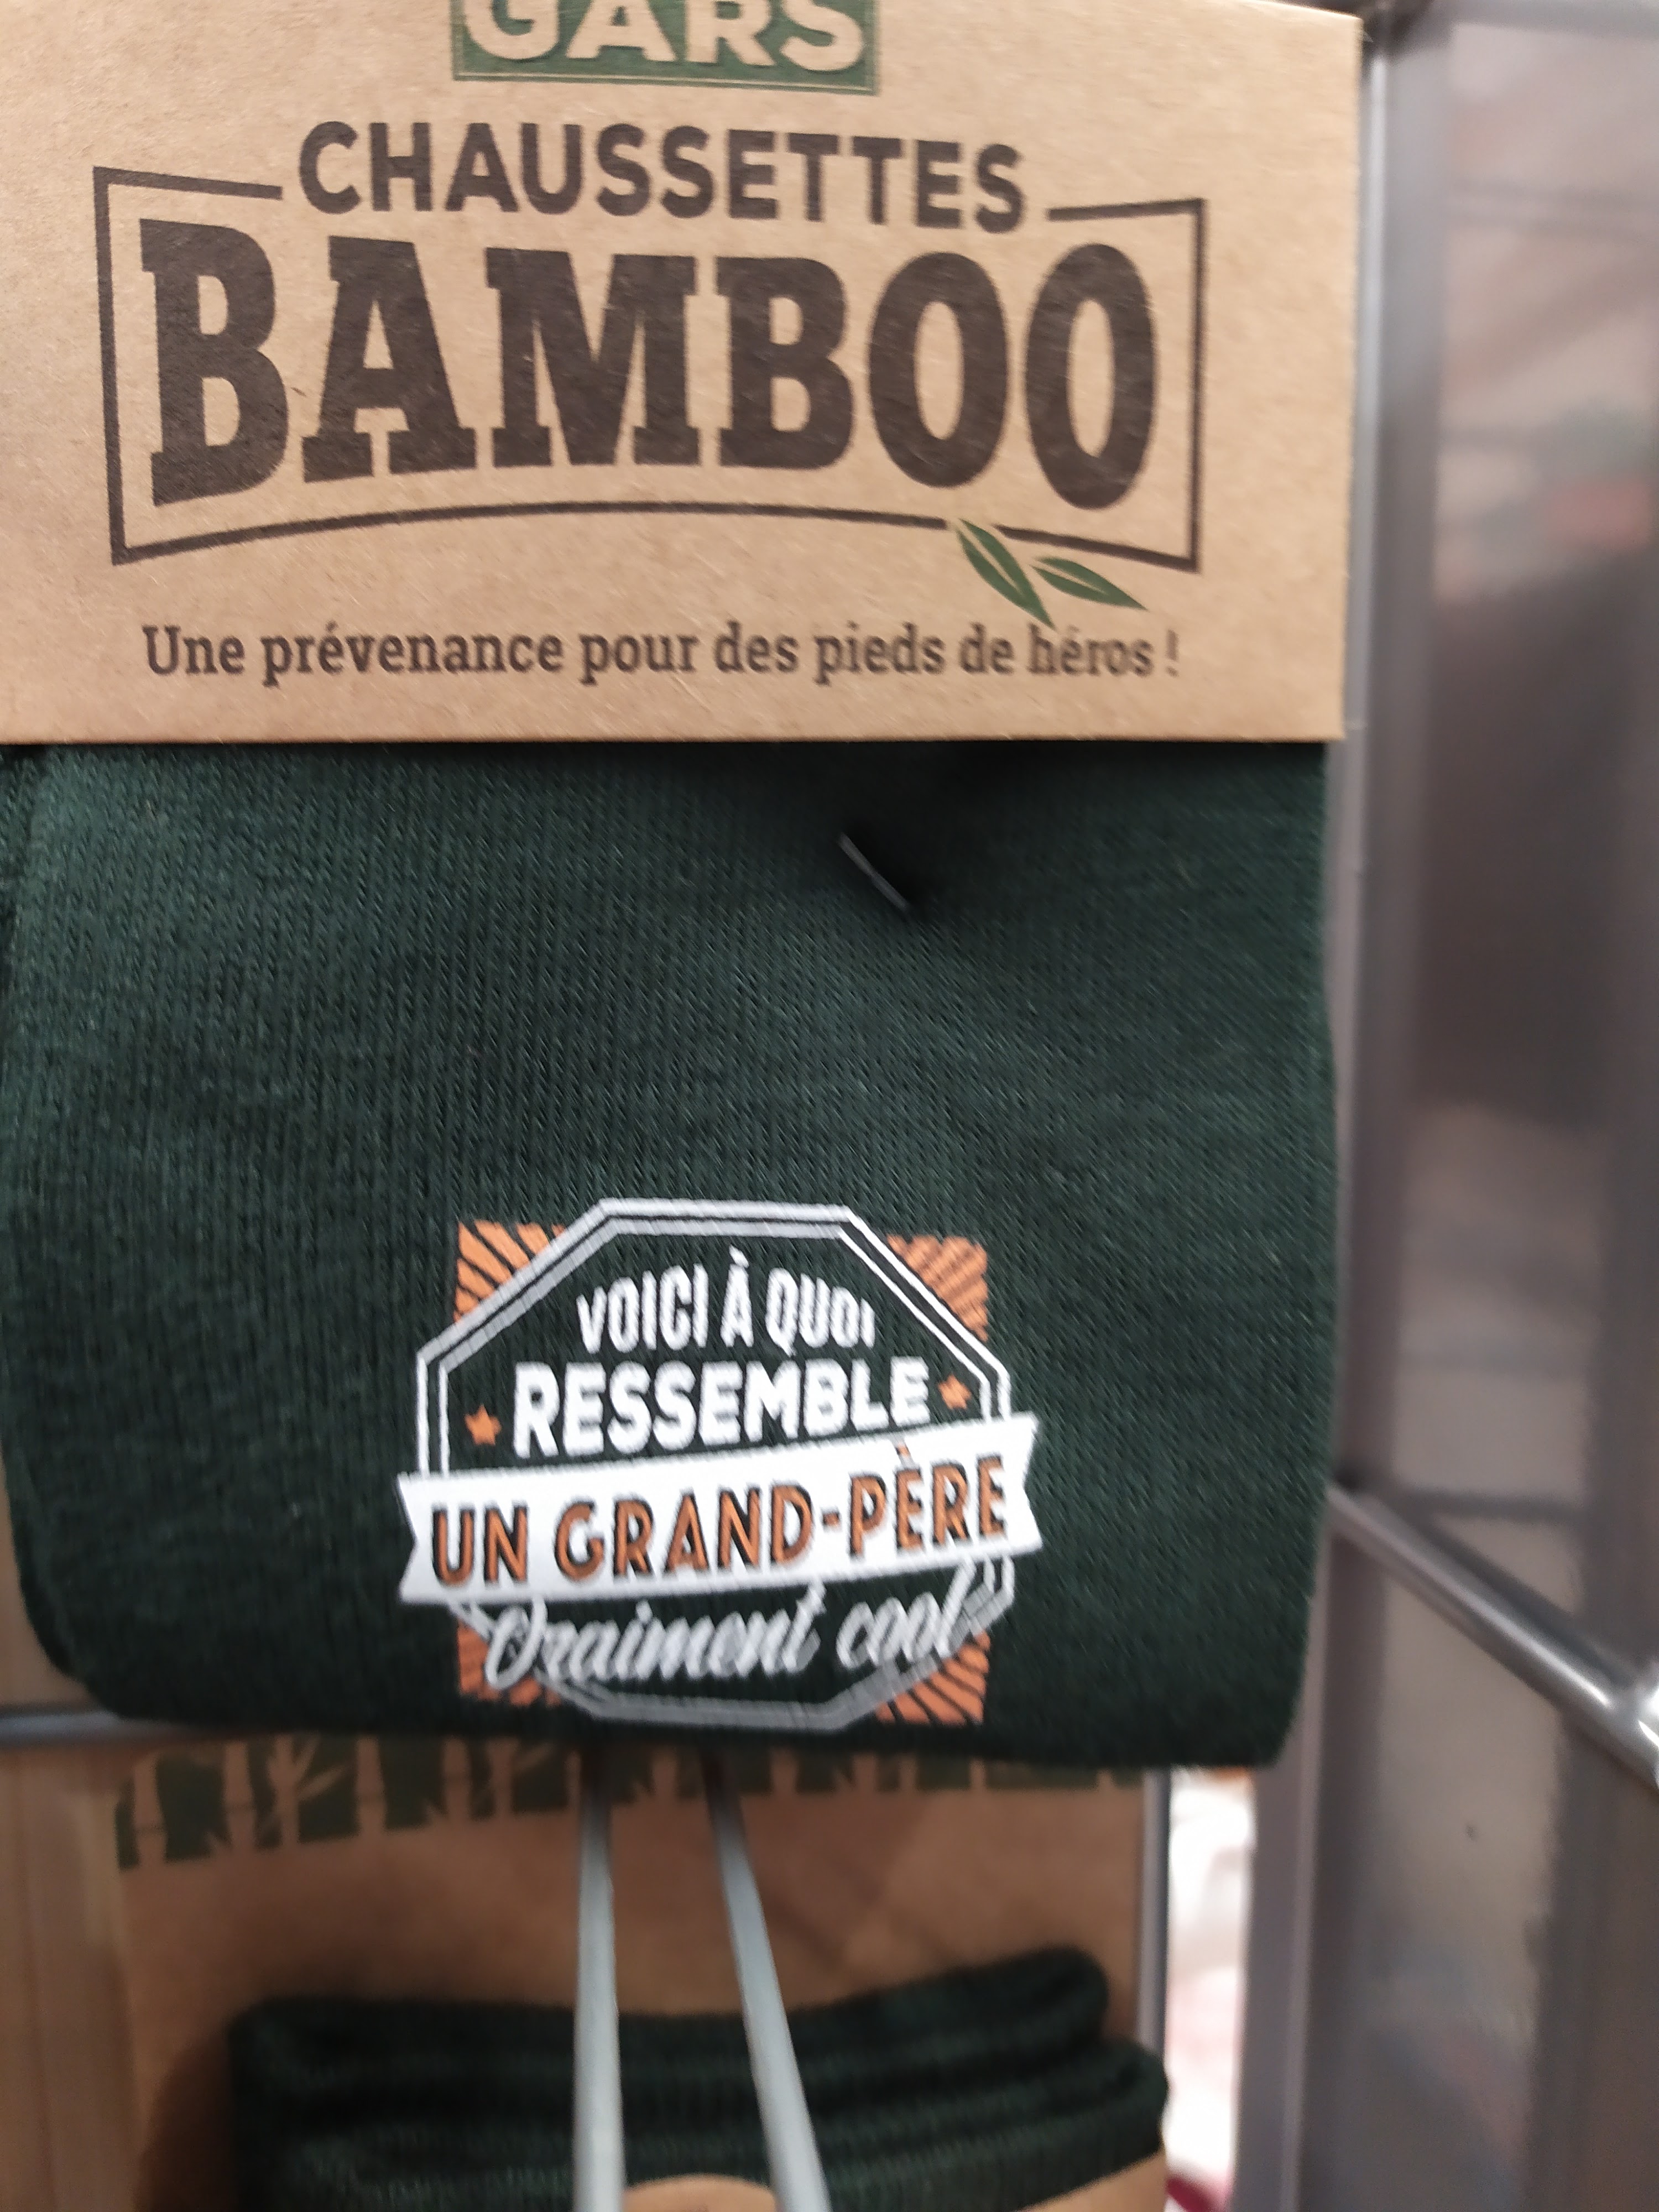 GARS
CHAUSSETTES
BAMBOO
Une prévenance pour des pieds de héros !
VOICI À QUOI
RESSEMBLE
UN GRAND-PÈRE
Vraiment cool